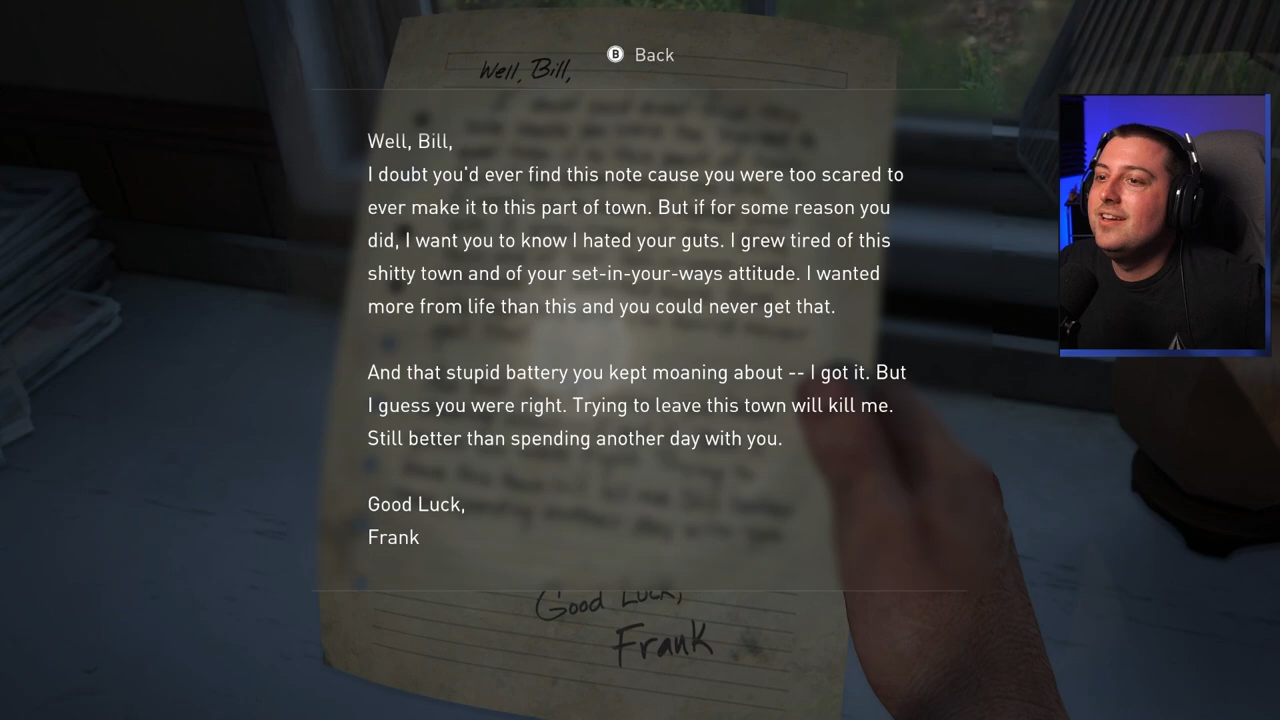 B Back
Well, Bill,
Well, Bill,
I doubt you'd ever find this note cause you were too scared to
ever make it to this part of town. But if for some reason you
did, I want you to know I hated your guts. I grew tired of this
shitty town and of your set-in-your-ways attitude. I wanted
more from life than this and you could never get that.
And that stupid battery you kept moaning about -- I got it. But
I guess you were right. Trying to leave this town will kill me.
Still better than spending another day with you.
Good Luck,
Frank
Good Luck,
Frank